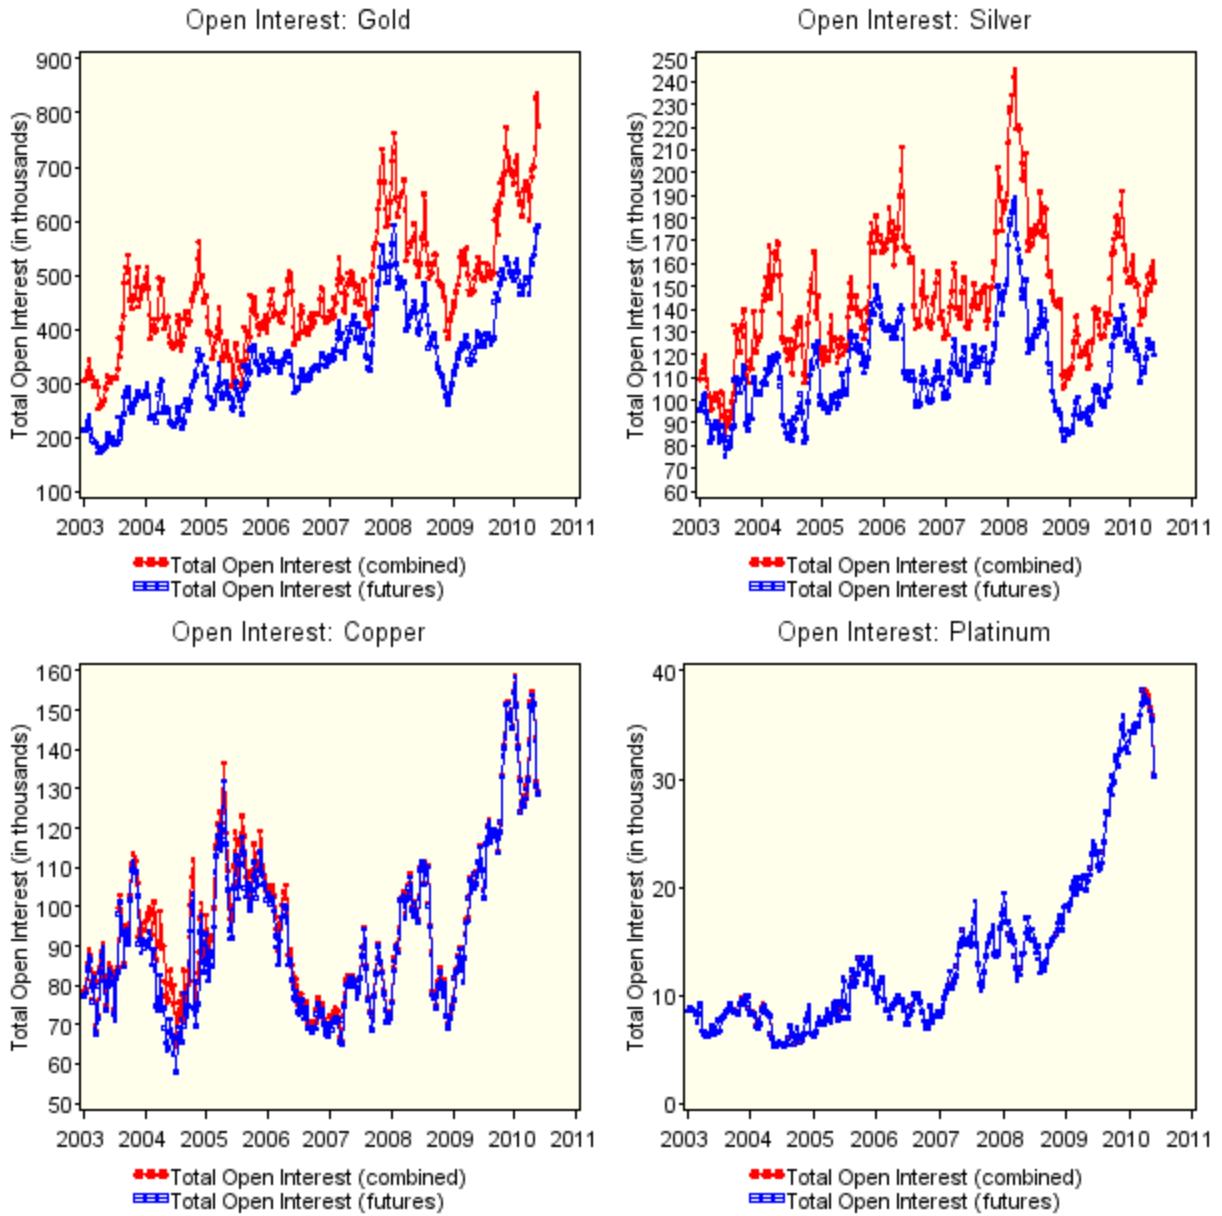 Open Interest: Gold
Total Open Interest (in thousands)
900
800
700
600
500
400
300
200
100
2003 2004 2005 2006 2007 2008 2009 2010 2011
Total Open Interest (combined)
Total Open Interest (futures)
Open Interest: Silver
Total Open Interest (in thousands)
250
240
230
220
210
200
190
180
170
160
150
140
130
120
110
100
90
80
70
60
2003 2004 2005 2006 2007 2008 2009 2010 2011
Total Open Interest (combined)
Total Open Interest (futures)
Open Interest: Copper
Total Open Interest (in thousands)
160
150
140
130
120
110
100
90
80
70
60
50
2003 2004 2005 2006 2007 2008 2009 2010 2011
Total Open Interest (combined)
Total Open Interest (futures)
Open Interest: Platinum
Total Open Interest (in thousands)
40
30
20
10
0
2003 2004 2005 2006 2007 2008 2009 2010 2011
Total Open Interest (combined)
Total Open Interest (futures)